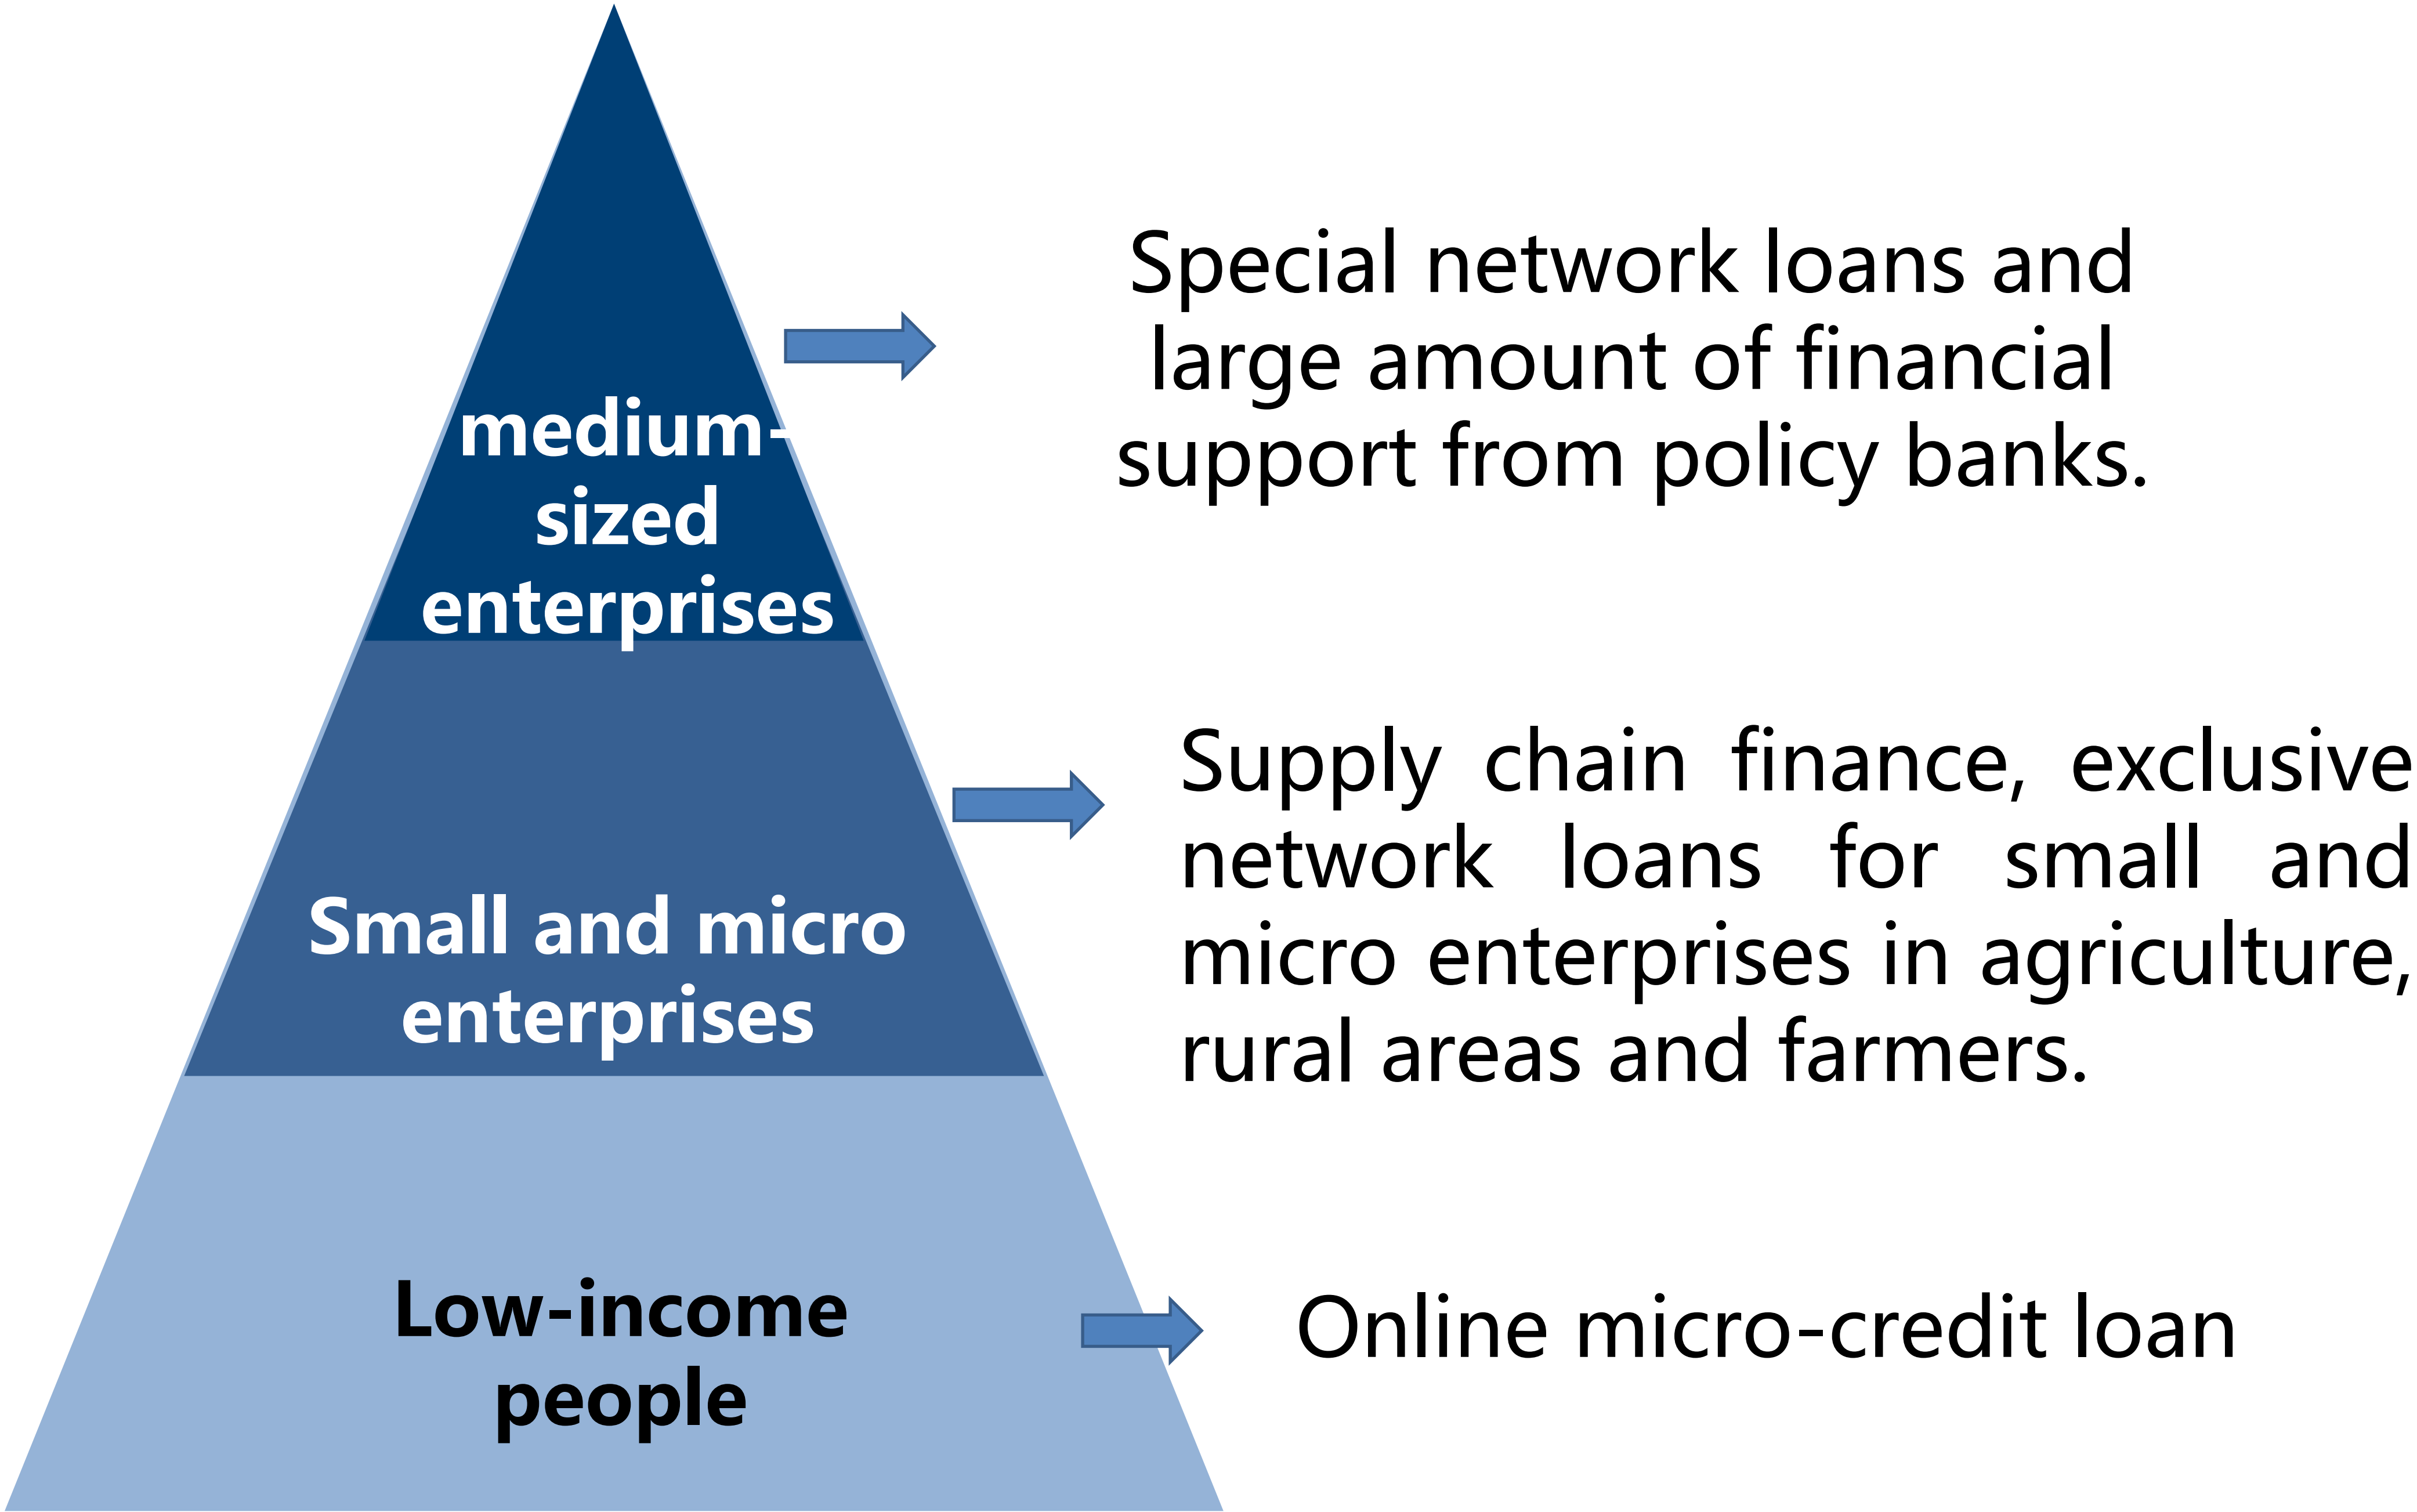 medium-
sized
enterprises
Special network loans and
large amount of financial
support from policy banks.
Small and micro
enterprises
Supply chain finance, exclusive
network loans for small and
micro enterprises in agriculture,
rural areas and farmers.
Low-income
people
Online micro-credit loan